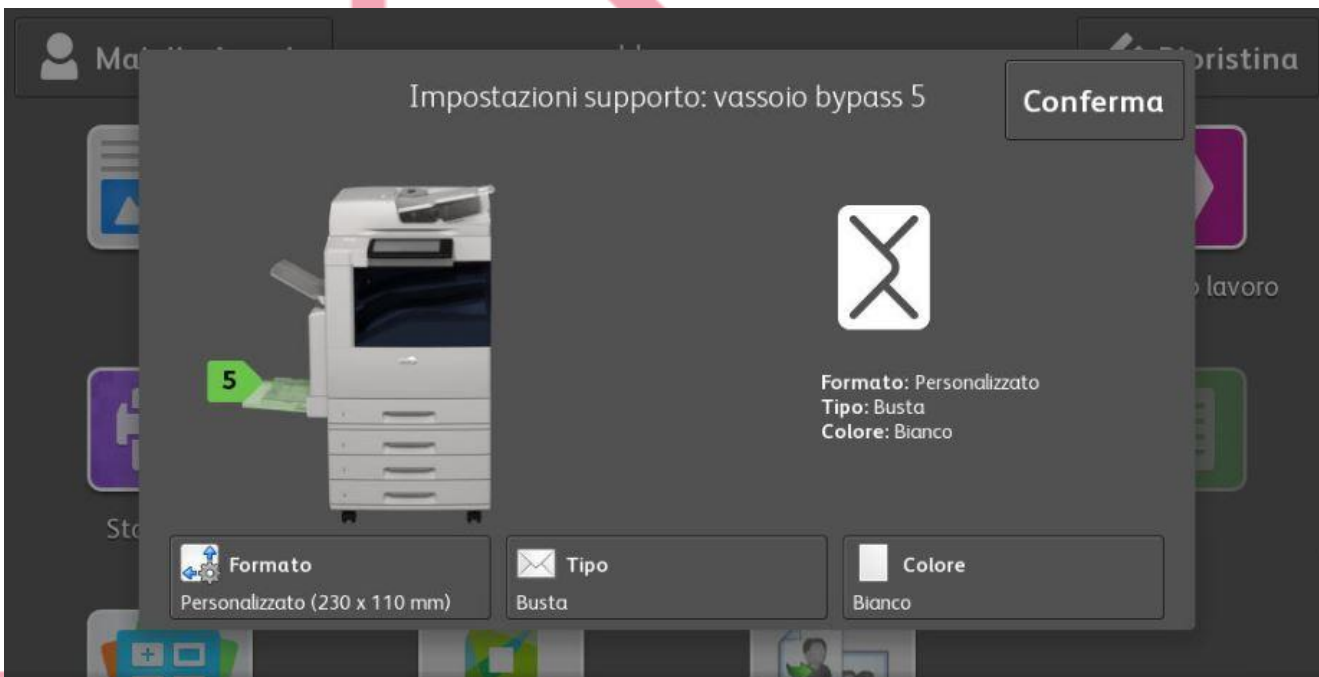 Impostazioni supporto: vassoio bypass 5
Conferma
5
Formato: Personalizzato
Tipo: Busta
Colore: Bianco
Formato
Personalizzato (230 x 110 mm)
Tipo
Busta
Colore
Bianco
lavoro